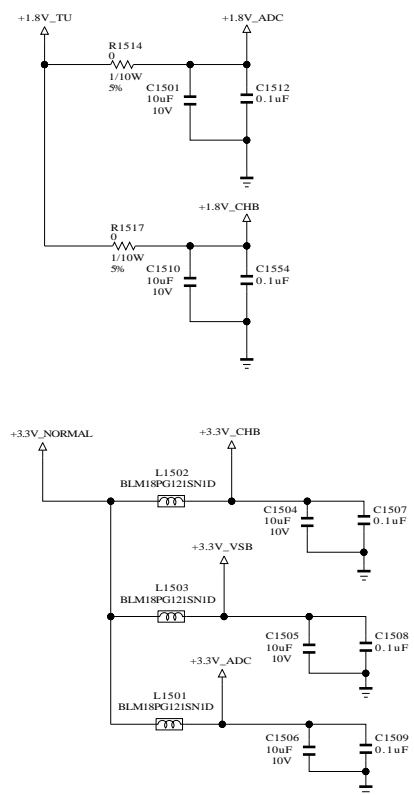 +1.8V_TU
+1.8V_ADC
R1514
0
1/10W
5%
C1501
10uF
10V
C1512
0.1uF
+1.8V_CHB
R1517
0
1/10W
5%
C1510
10uF
10V
C1554
0.1uF
+3.3V_NORMAL
+3.3V_CHB
L1502
BLM18PG121SN1D
C1504
10uF
10V
C1507
0.1uF
+3.3V_VSB
L1503
BLM18PG121SN1D
C1505
10uF
10V
C1508
0.1uF
+3.3V_ADC
L1501
BLM18PG121SN1D
C1506
10uF
10V
C1509
0.1uF